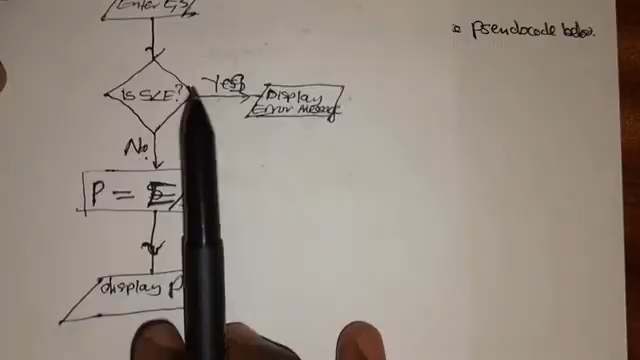 Enter E,S
pseudocode below.
Is S<E?
Yes
Display
Error Message
No
P = E/
display P